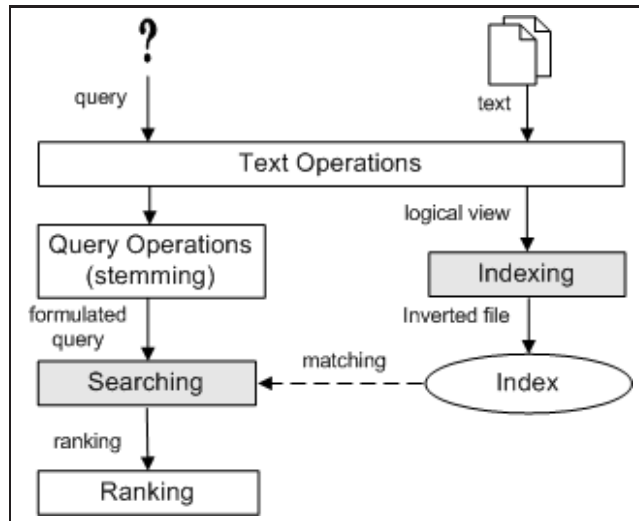 ?
query
text
Text Operations
logical view
Query Operations
(stemming)
Indexing
formulated
query
Inverted file
matching
Searching
Index
ranking
Ranking